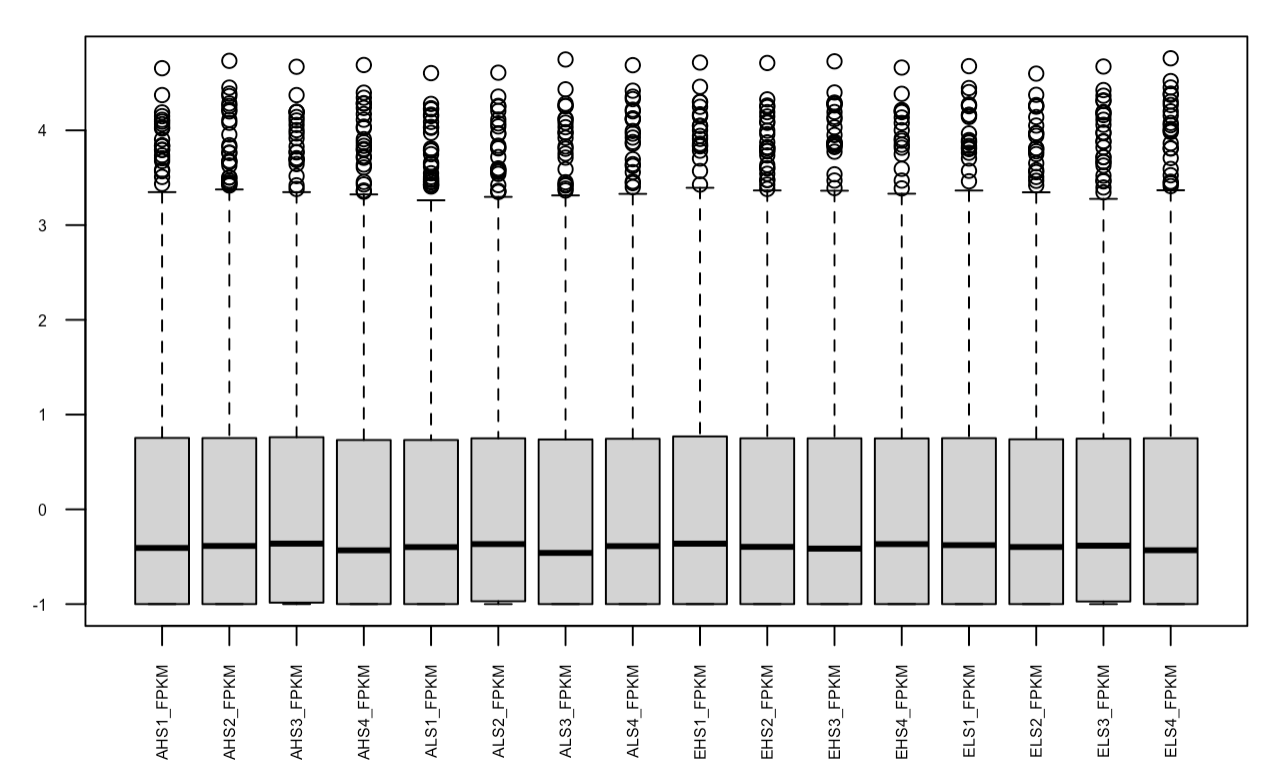 4
3
2
1
0
-1
AHS1_FPKM
AHS2_FPKM
AHS3_FPKM
AHS4_FPKM
ALS1_FPKM
ALS2_FPKM
ALS3_FPKM
ALS4_FPKM
EHS1_FPKM
EHS2_FPKM
EHS3_FPKM
EHS4_FPKM
ELS1_FPKM
ELS2_FPKM
ELS3_FPKM
ELS4_FPKM